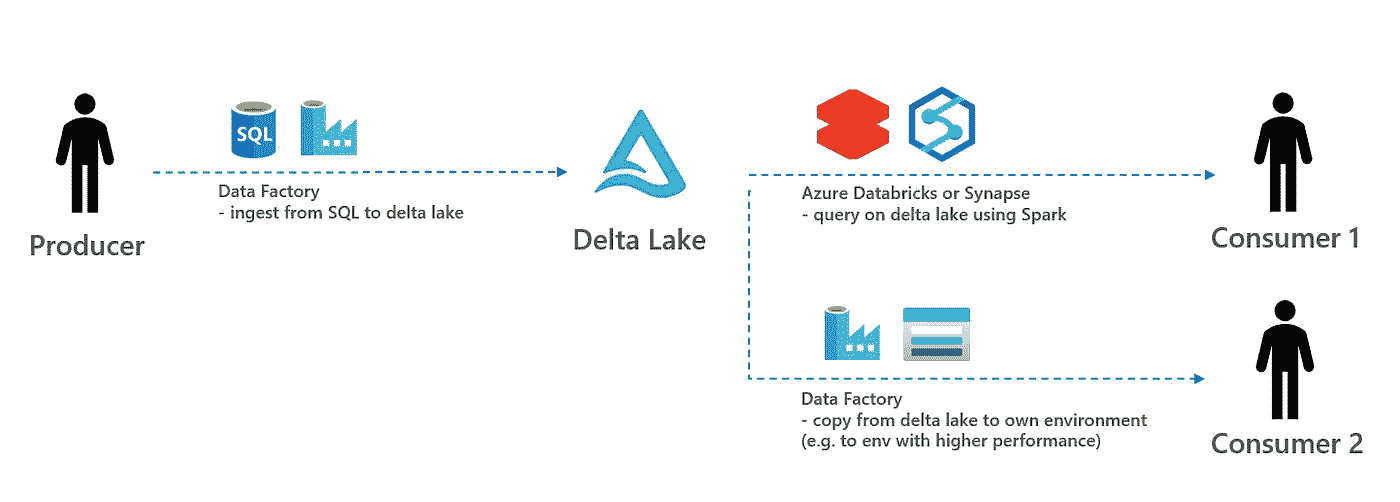 SQL
Data Factory
- ingest from SQL to delta lake
Producer
Delta Lake
Azure Databricks or Synapse
- query on delta lake using Spark
Consumer 1
Data Factory
- copy from delta lake to own environment
(e.g. to env with higher performance)
Consumer 2